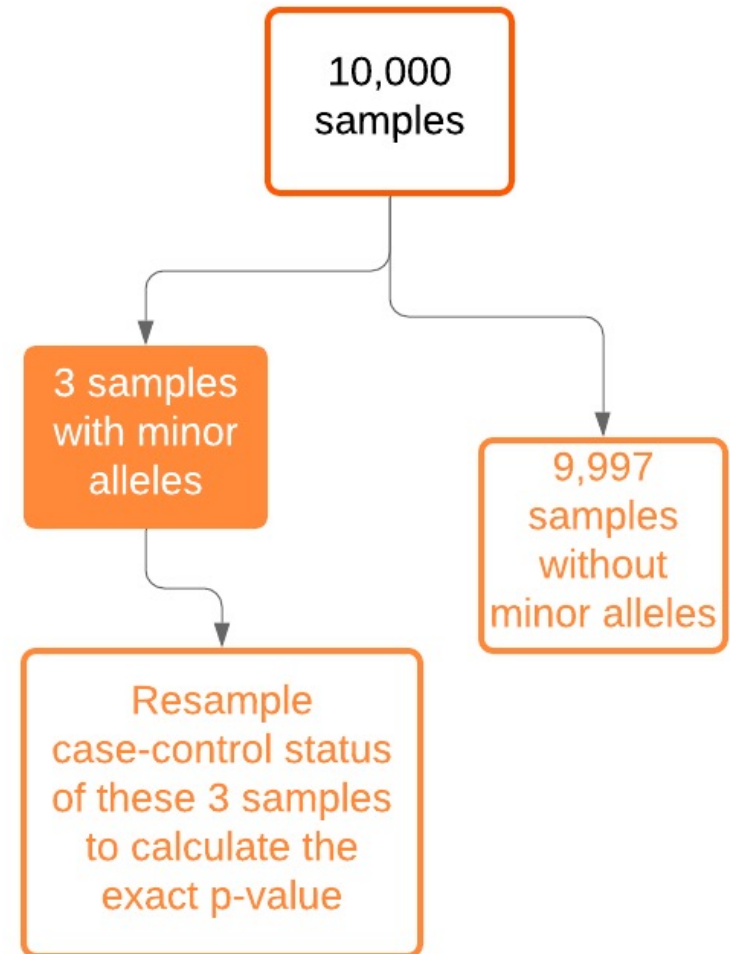 10,000
samples
3 samples
with minor
alleles
9,997
samples
without
minor alleles
Resample
case-control status
of these 3 samples
to calculate the
exact p-value